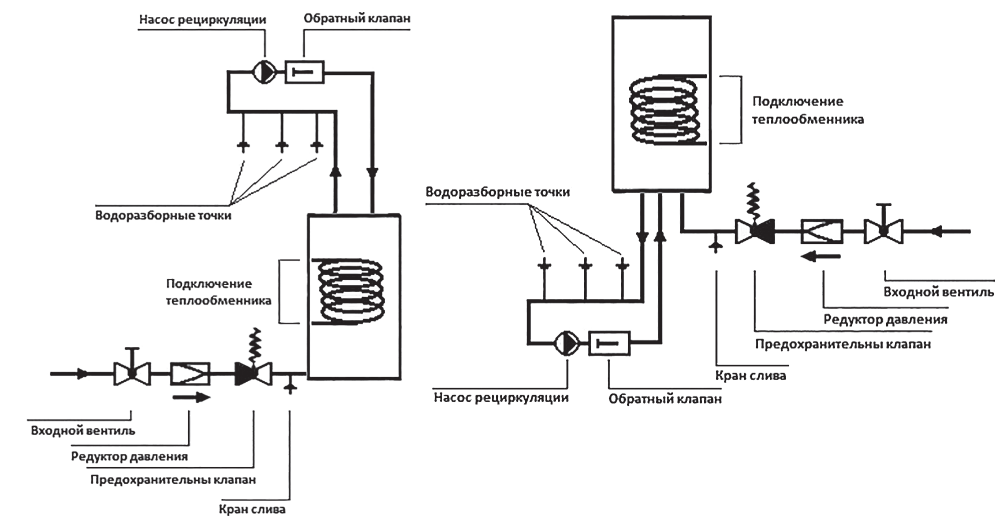 Насос рециркуляции
Обратный клапан
Водоразборные точки
Подключение
теплообменника
Входной вентиль
Редуктор давления
Предохранительны клапан
Кран слива
Подключение
теплообменника
Водоразборные точки
Входной вентиль
Редуктор давления
Предохранительны клапан
Кран слива
Насос рециркуляции
Обратный клапан